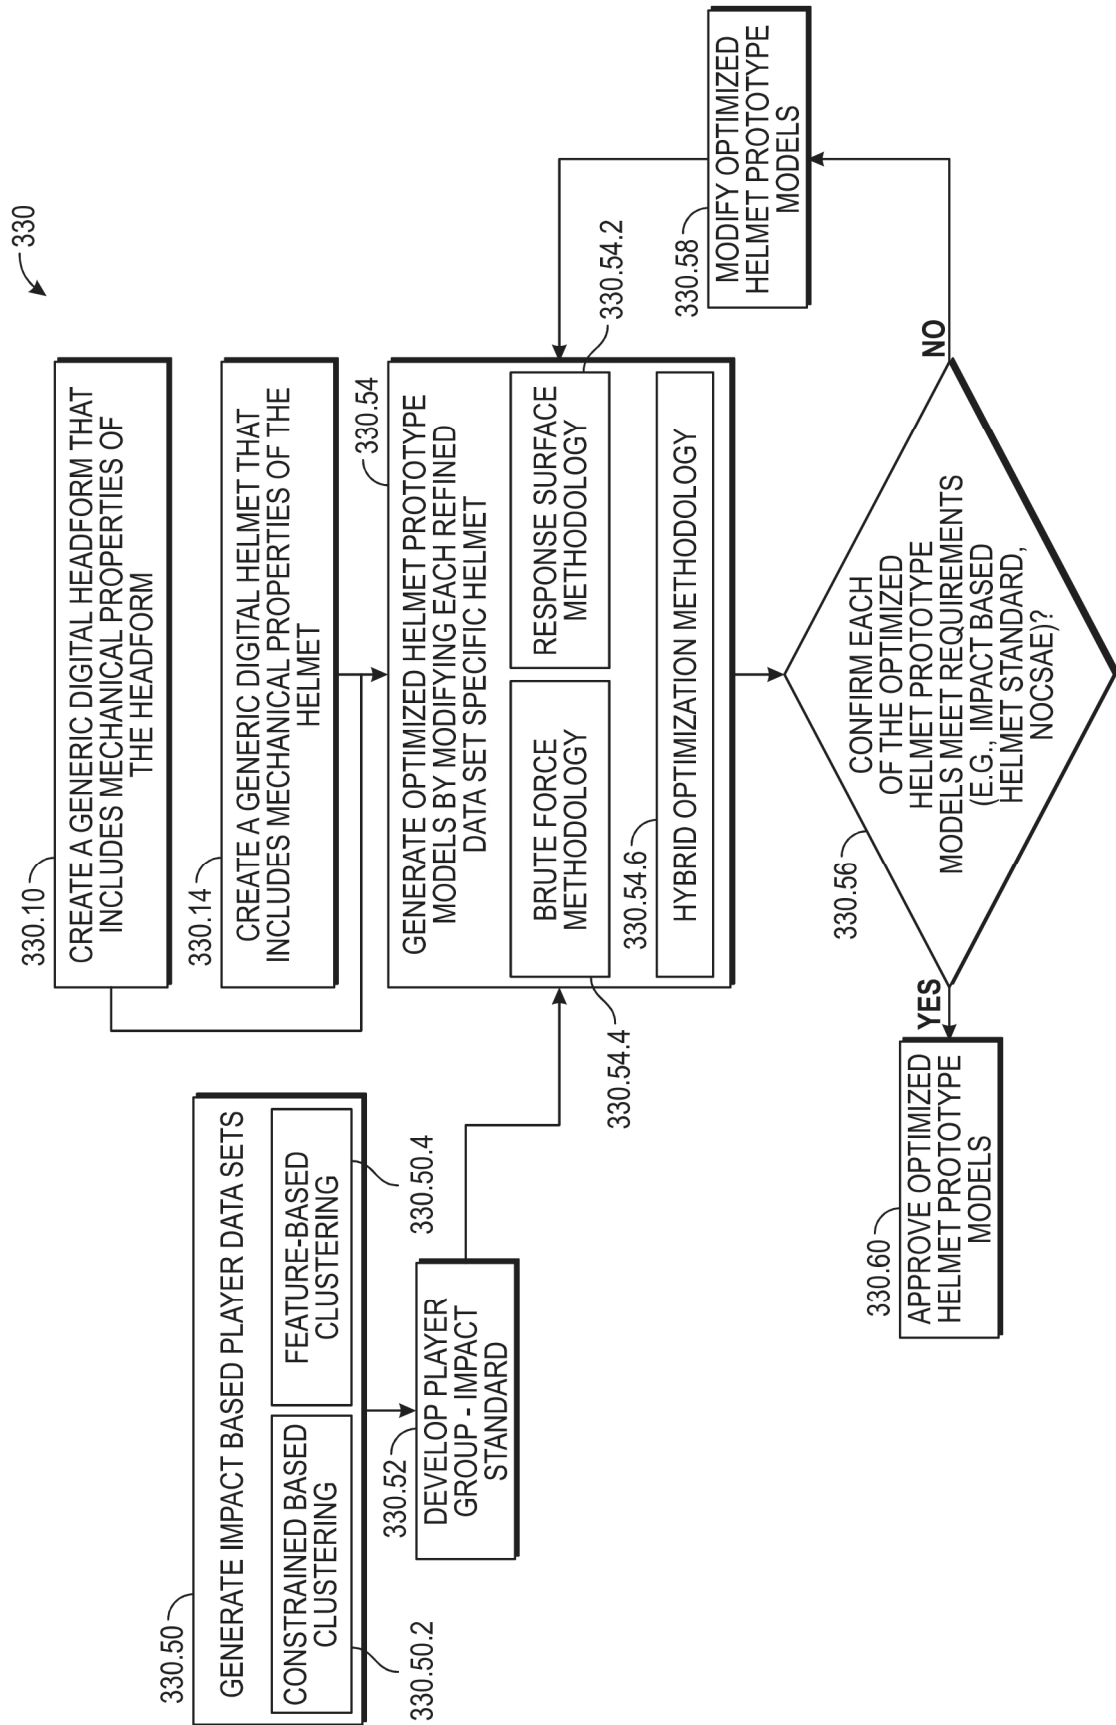 330
330.10
CREATE A GENERIC DIGITAL HEADFORM THAT
INCLUDES MECHANICAL PROPERTIES OF
THE HEADFORM
330.14
CREATE A GENERIC DIGITAL HELMET THAT
INCLUDES MECHANICAL PROPERTIES OF THE
HELMET
330.50
GENERATE IMPACT BASED PLAYER DATA SETS
CONSTRAINED BASED
CLUSTERING
330.50.2
FEATURE-BASED
CLUSTERING
330.50.4
330.52
DEVELOP PLAYER
GROUP - IMPACT
STANDARD
330.54
GENERATE OPTIMIZED HELMET PROTOTYPE
MODELS BY MODIFYING EACH REFINED
DATA SET SPECIFIC HELMET
BRUTE FORCE
METHODOLOGY
330.54.4
RESPONSE SURFACE
METHODOLOGY
330.54.2
330.54.6
HYBRID OPTIMIZATION METHODOLOGY
330.56
CONFIRM EACH
OF THE OPTIMIZED
HELMET PROTOTYPE
MODELS MEET REQUIREMENTS
(E.G., IMPACT BASED
HELMET STANDARD,
NOCSAE)?
NO
330.58
MODIFY OPTIMIZED
HELMET PROTOTYPE
MODELS
YES
330.60
APPROVE OPTIMIZED
HELMET PROTOTYPE
MODELS